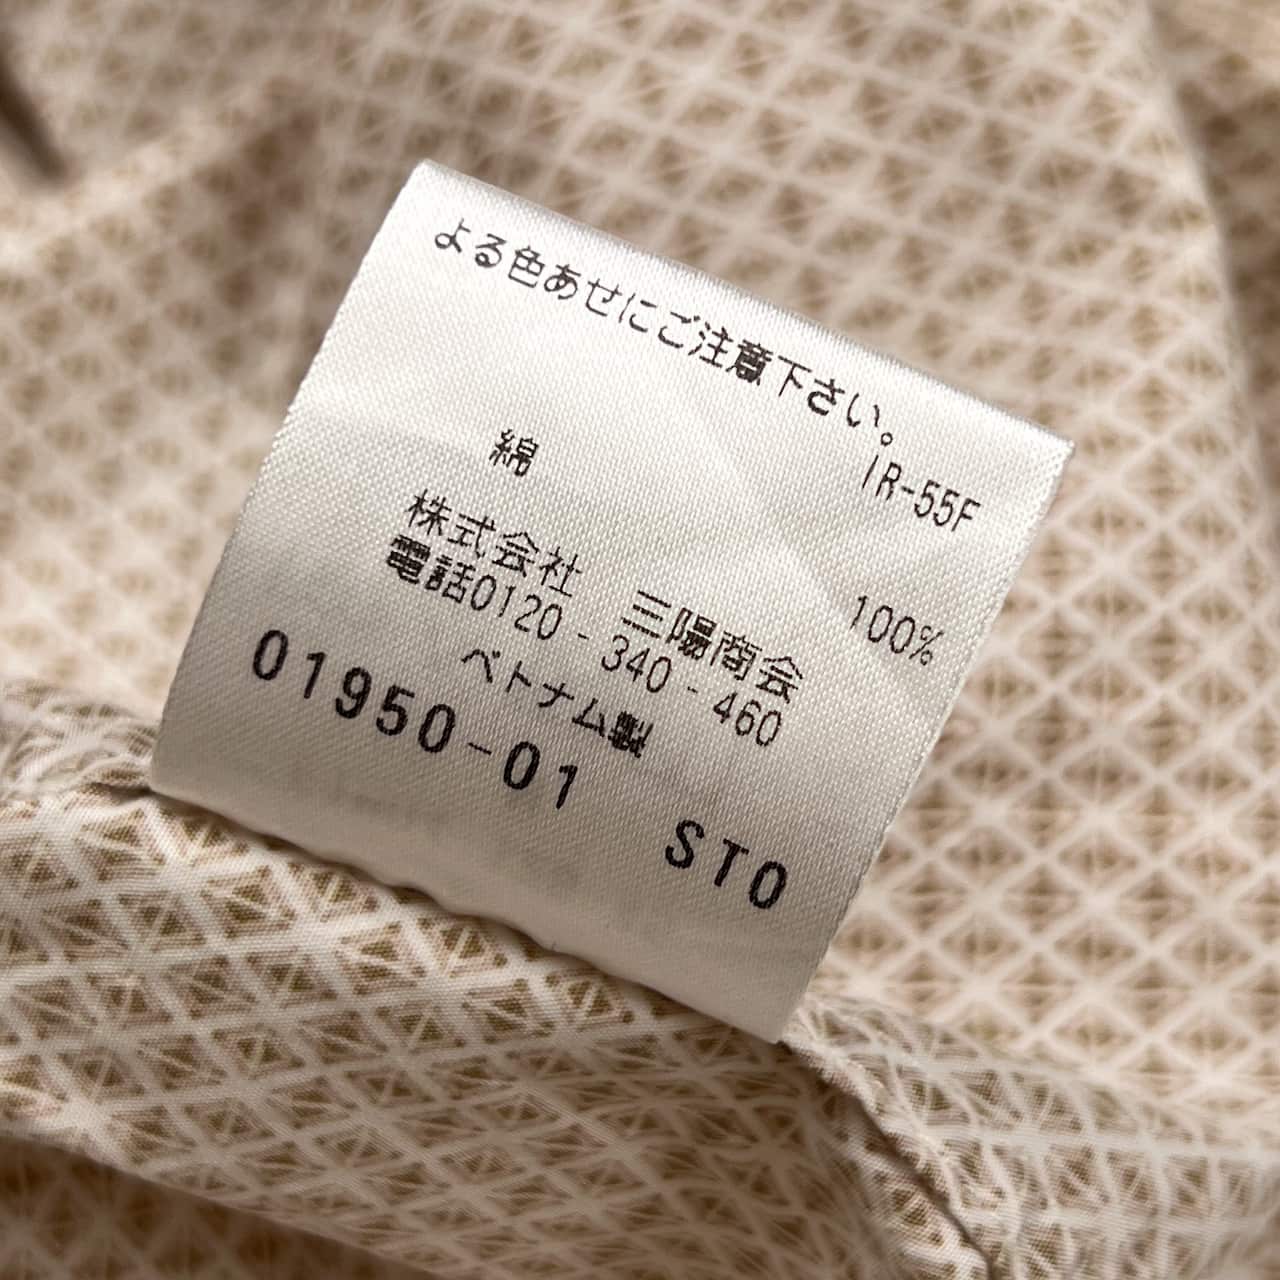 よる色あせにご注意下さい。
IR-55F
綿 100%
株式会社 三陽商会
電話0120-340-460
ベトナム製
01950-01 STO